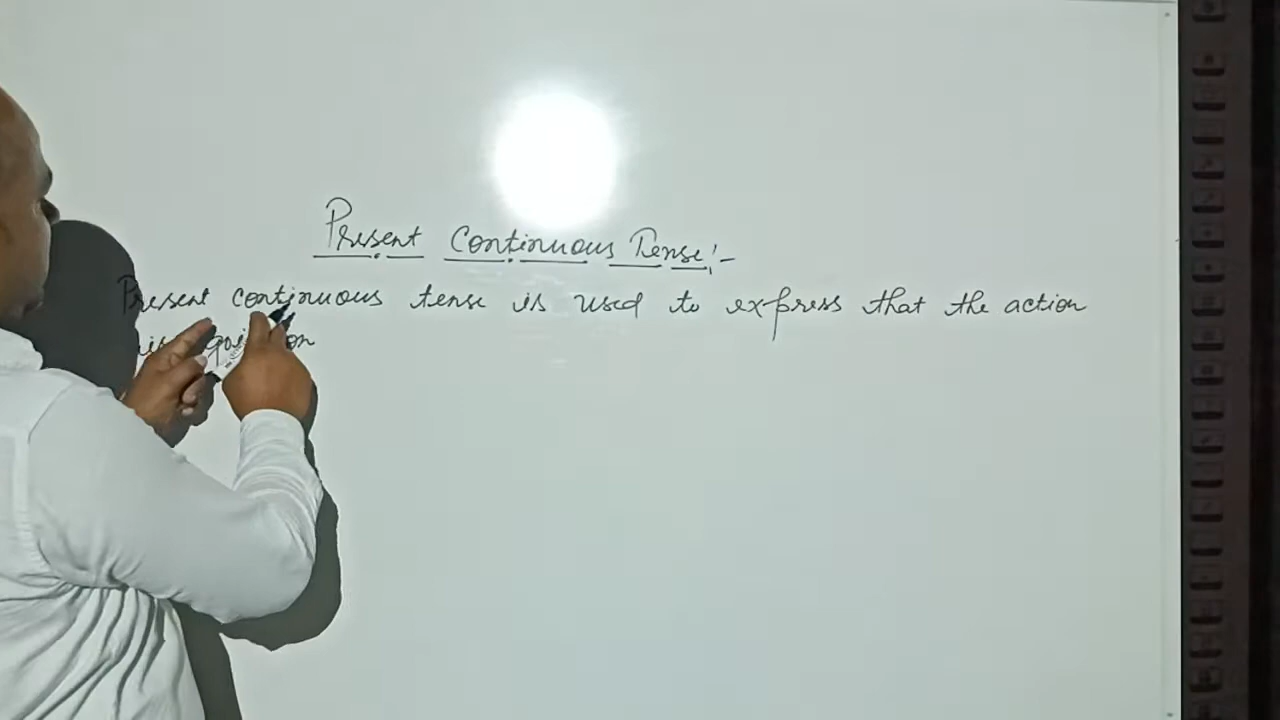 Present Continuous Tense:-
Present continuous tense is used to express that the action
is going on